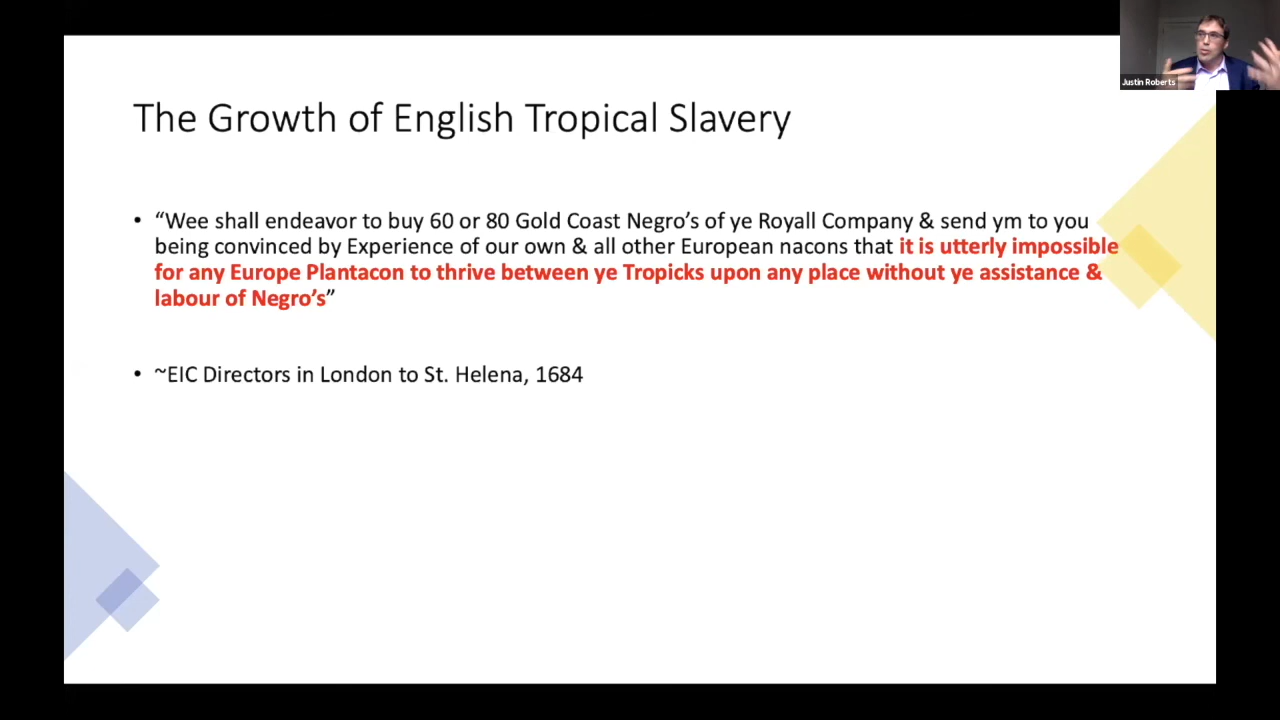 The Growth of English Tropical Slavery
Justin Roberts
• “Wee shall endeavor to buy 60 or 80 Gold Coast Negro’s of ye Royall Company & send ym to you
being convinced by Experience of our own & all other European nacons that it is utterly impossible
for any Europe Plantacon to thrive between ye Tropicks upon any place without ye assistance &
labour of Negro’s”
• ~EIC Directors in London to St. Helena, 1684